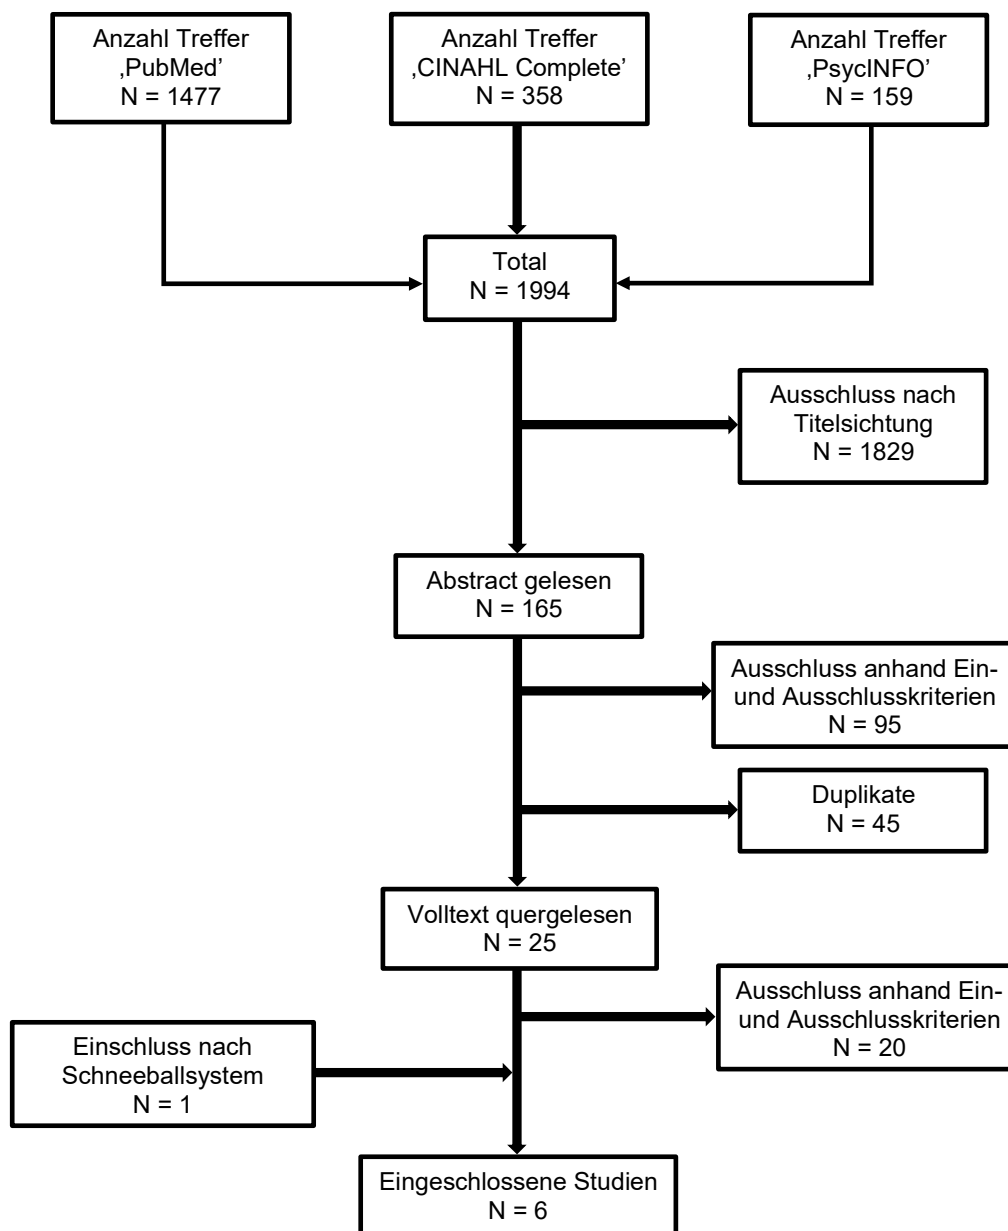 Anzahl Treffer
‚PubMed’
N = 1477
Anzahl Treffer
‚CINAHL Complete’
N = 358
Anzahl Treffer
‚PsycINFO’
N = 159
Total
N = 1994
Ausschluss nach
Titelsichtung
N = 1829
Abstract gelesen
N = 165
Ausschluss anhand Ein-
und Ausschlusskriterien
N = 95
Duplikate
N = 45
Volltext quergelesen
N = 25
Ausschluss anhand Ein-
und Ausschlusskriterien
N = 20
Einschluss nach
Schneeballsystem
N = 1
Eingeschlossene Studien
N = 6